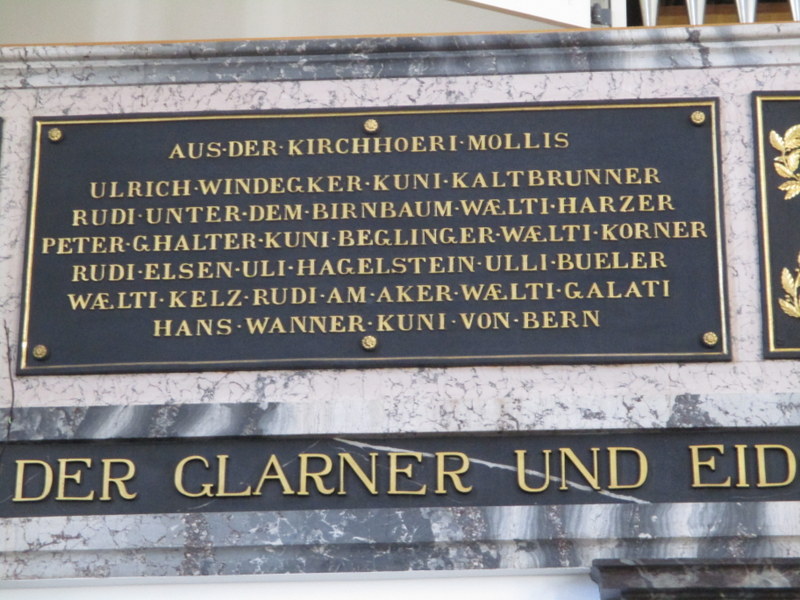 AUS·DER·KIRCHHOERI·MOLLIS
ULRICH·WINDEGKER·KUNI·KALTBRUNNER
RUDI·UNTER·DEM·BIRNBAUM·WÆLTI·HARZER
PETER·GHALTER·KUNI·BEGLINGER·WÆLTI·KORNER
RUDI·ELSEN·ULI·HAGELSTEIN·ULLI·BUELER
WÆLTI·KELZ·RUDI·AM·AKER·WÆLTI·GALATI
HANS·WANNER·KUNI·VON·BERN
DER GLARNER UND EID